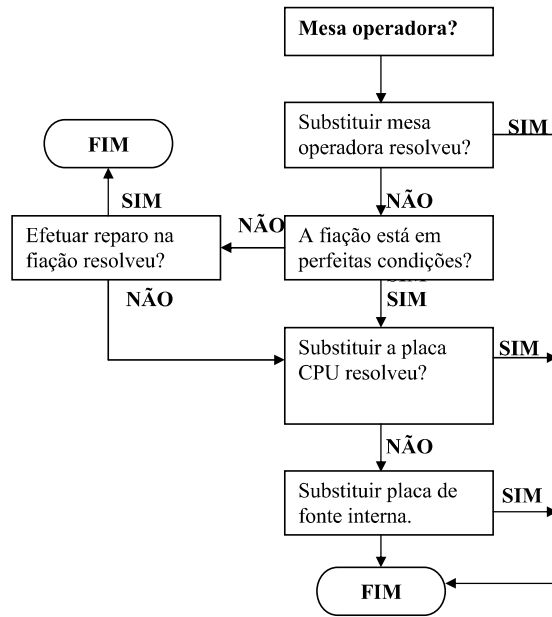 Mesa operadora?
Substituir mesa
operadora resolveu?
SIM
FIM
SIM
NÃO
Efetuar reparo na
fiação resolveu?
NÃO
A fiação está em
perfeitas condições?
NÃO
SIM
SIM
Substituir a placa
CPU resolveu?
SIM
NÃO
Substituir placa de
fonte interna.
SIM
FIM